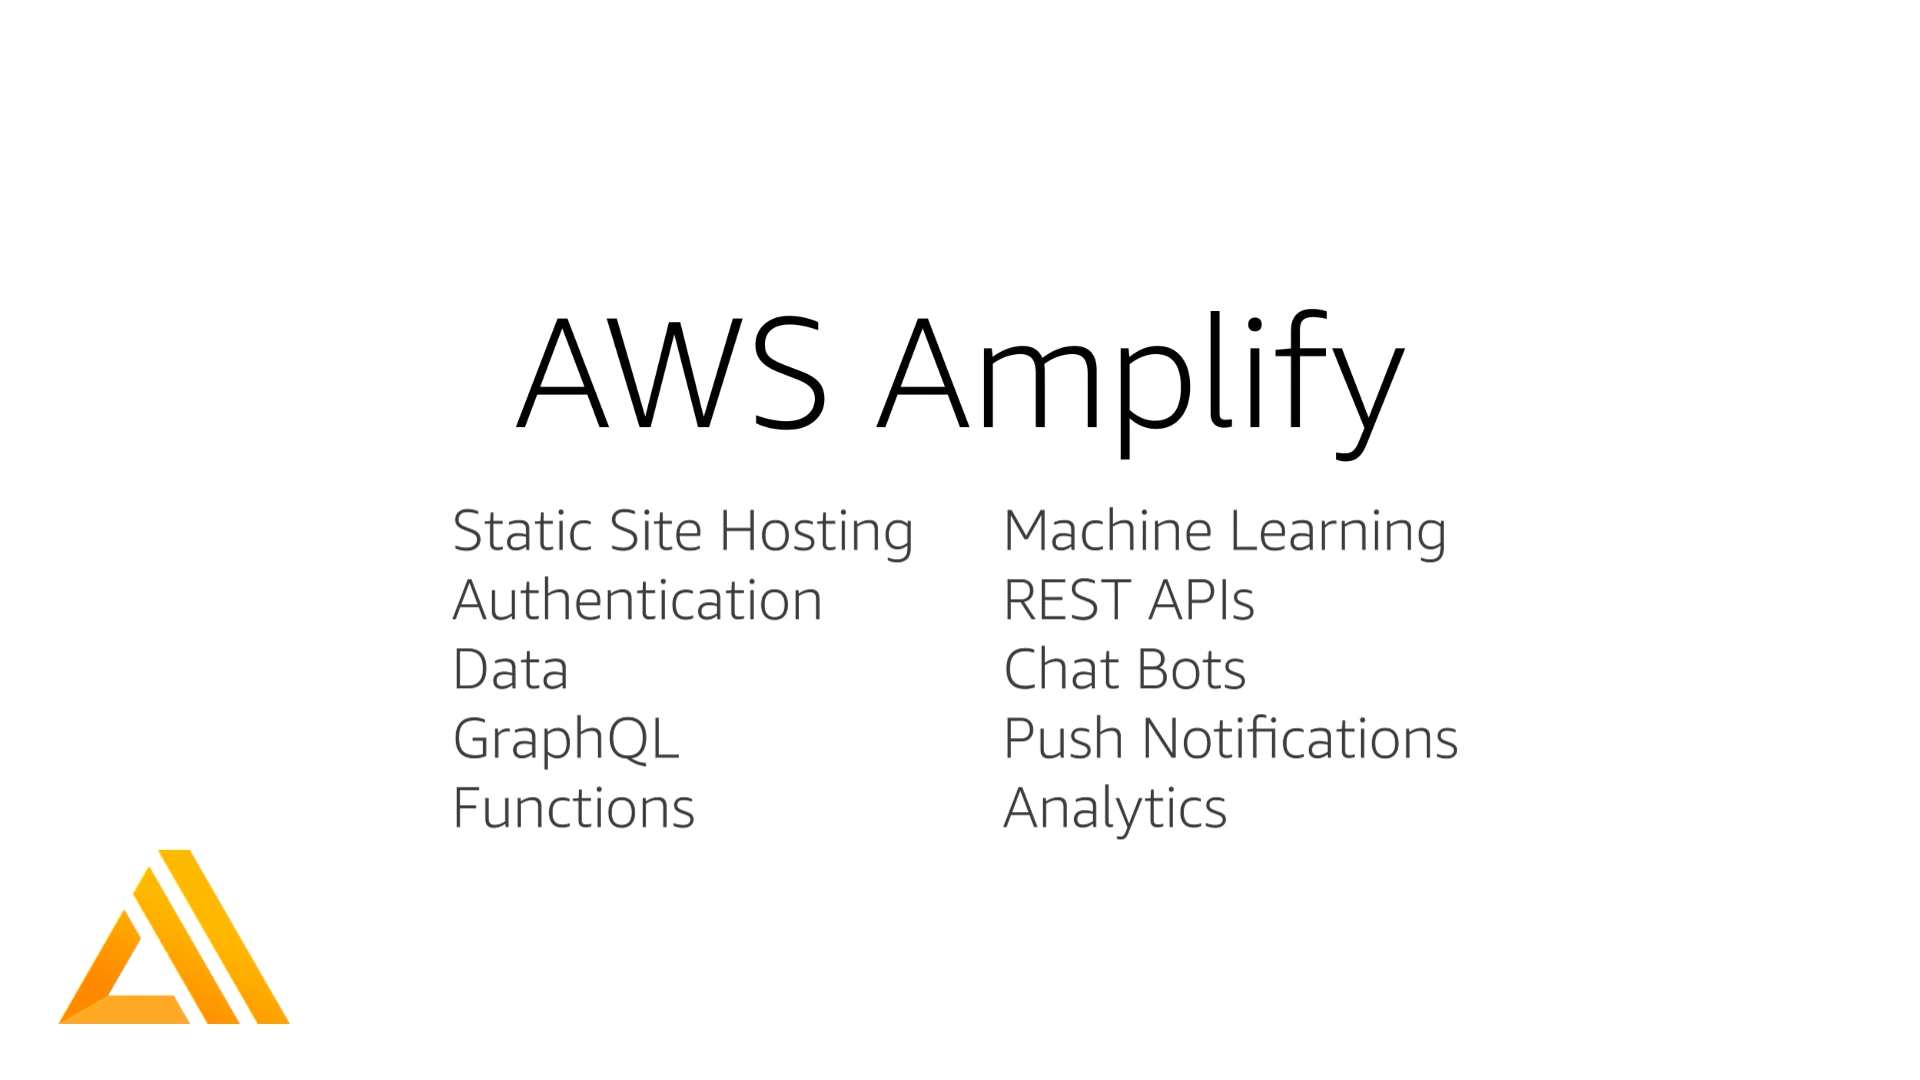 AWS Amplify
Static Site Hosting
Authentication
Data
GraphQL
Functions
Machine Learning
REST APIs
Chat Bots
Push Notifications
Analytics